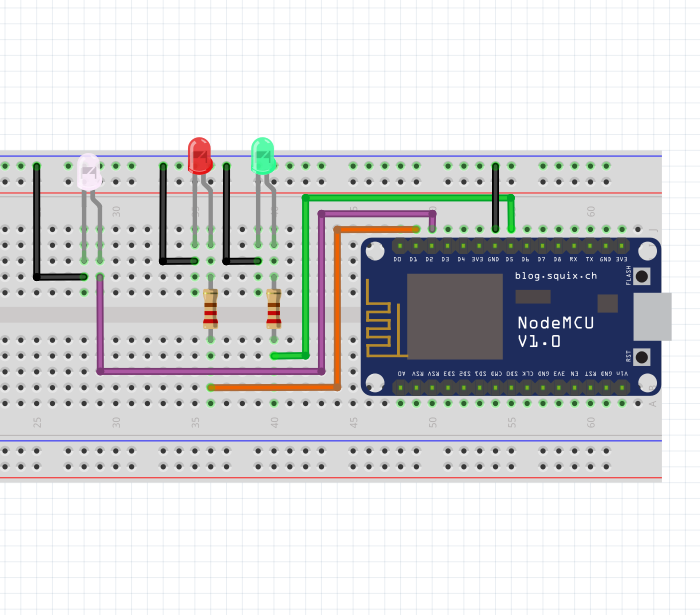 30
35
40
45
50
55
60
J
D0 D1 D2 D3 D4 3V3 GND D5 D6 D7 D8 RX TX GND 3V3
FLASH
blog.squix.ch
NodeMCU
V1.0
RST
A0 RSV RSV SD3 SD2 SD1 CMD SD0 CLK GND 3V3 EN RST GND Vin
A
25
30
35
40
45
50
55
60